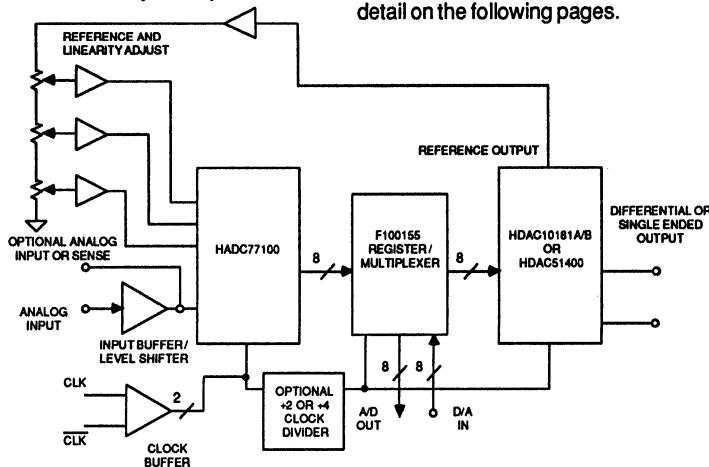 detail on the following pages.
REFERENCE AND
LINEARITY ADJUST
REFERENCE OUTPUT
HADC77100
8
F100155
REGISTER/
MULTIPLEXER
8
HDAC10181A/B
OR
HDAC51400
DIFFERENTIAL OR
SINGLE ENDED
OUTPUT
OPTIONAL ANALOG
INPUT OR SENSE
ANALOG
INPUT
INPUT BUFFER/
LEVEL SHIFTER
CLK
CLK
2
CLOCK
BUFFER
OPTIONAL
+2 OR +4
CLOCK
DIVIDER
8
8
A/D
OUT
D/A
IN